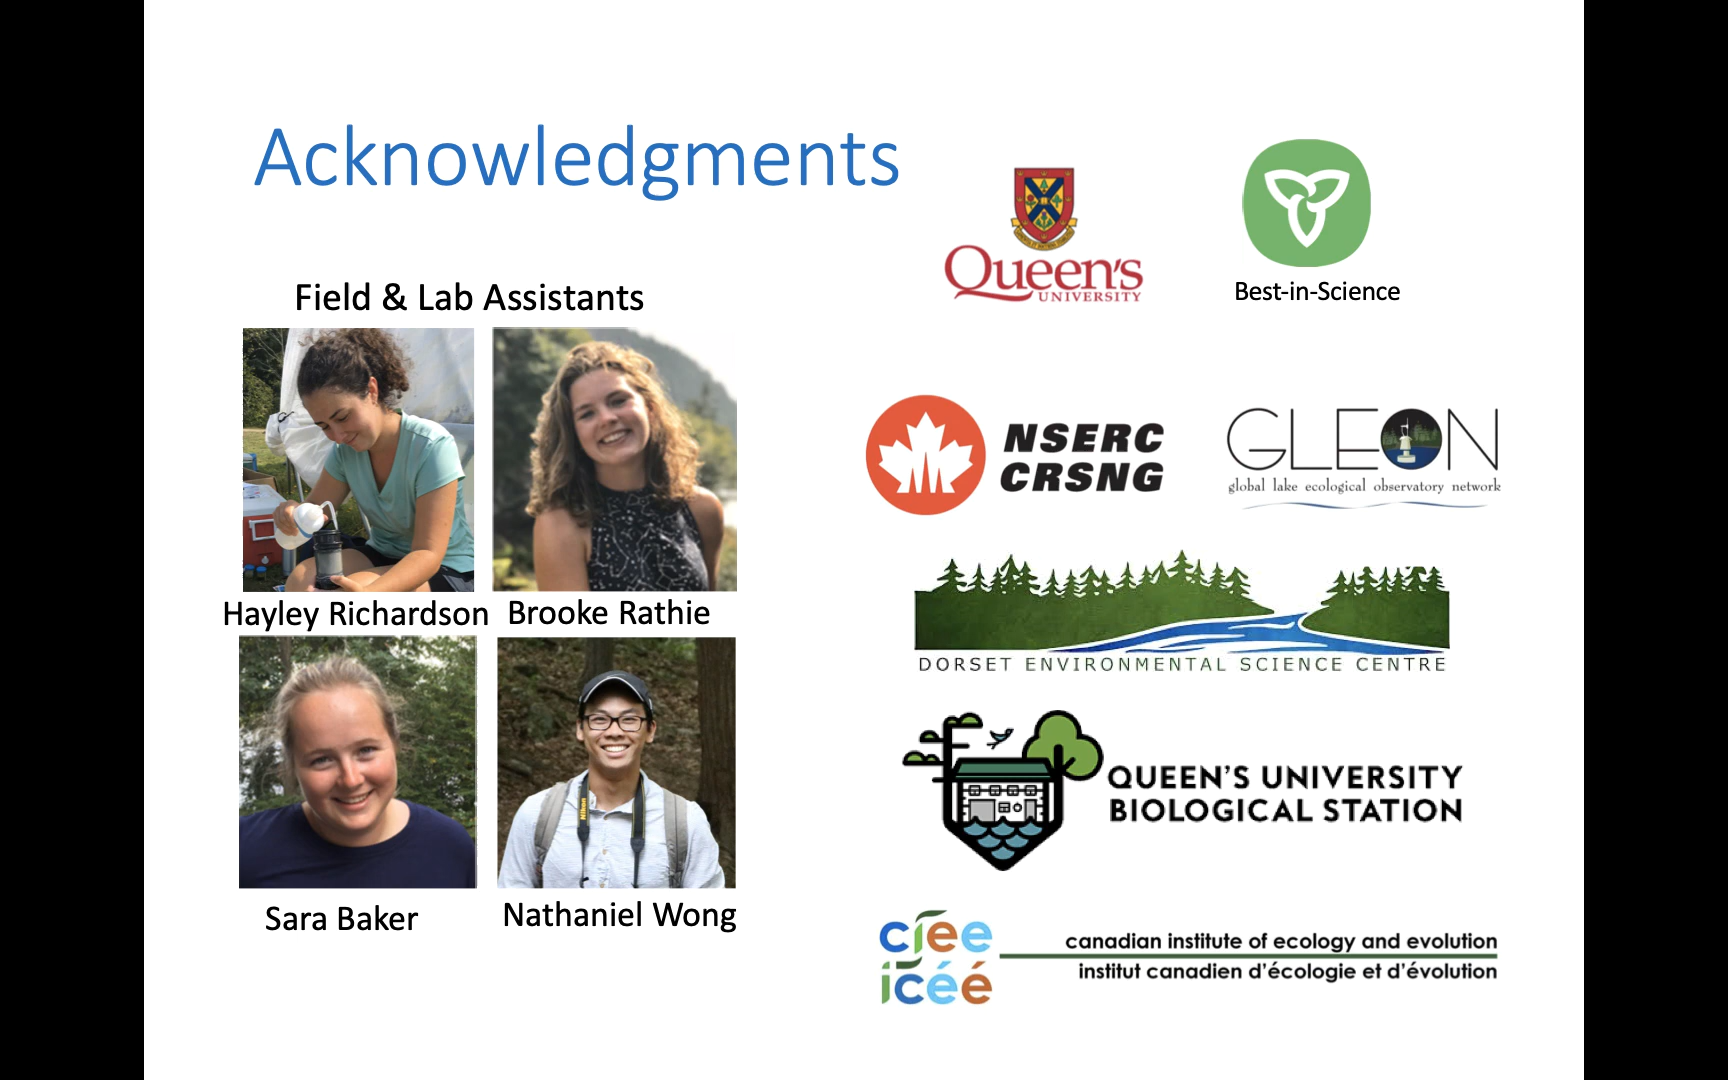 Acknowledgments
Field & Lab Assistants
Hayley Richardson
Brooke Rathie
Nikon
Sara Baker
Nathaniel Wong
Queen's
UNIVERSITY
Best-in-Science
NSERC
CRSNG
GLEON
global lake ecological observatory network
DORSET ENVIRONMENTAL SCIENCE CENTRE
QUEEN'S UNIVERSITY
BIOLOGICAL STATION
ciee
icéé
canadian institute of ecology and evolution
institut canadien d'écologie et d'évolution